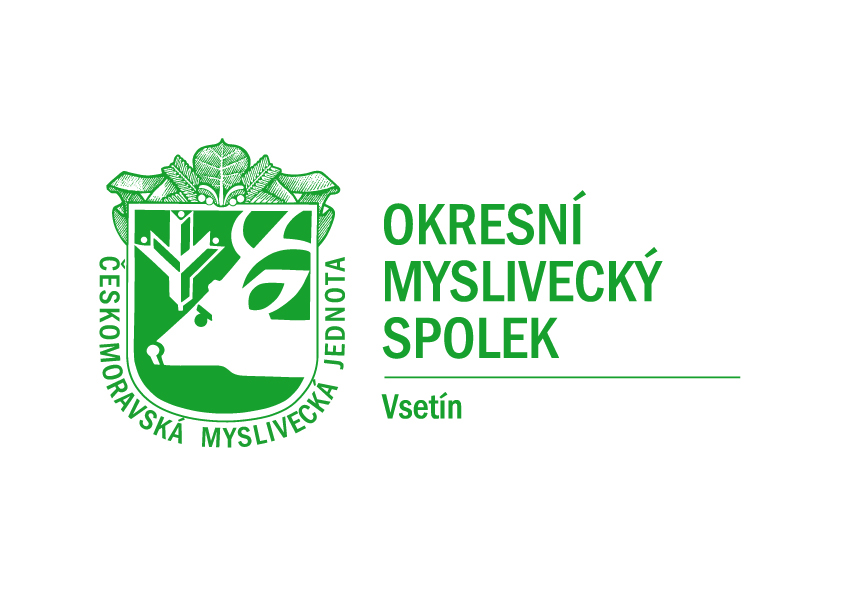 ČESKOMORAVSKÁ MYSLIVECKÁ JEDNOTA
OKRESNÍ
MYSLIVECKÝ
SPOLEK
Vsetín